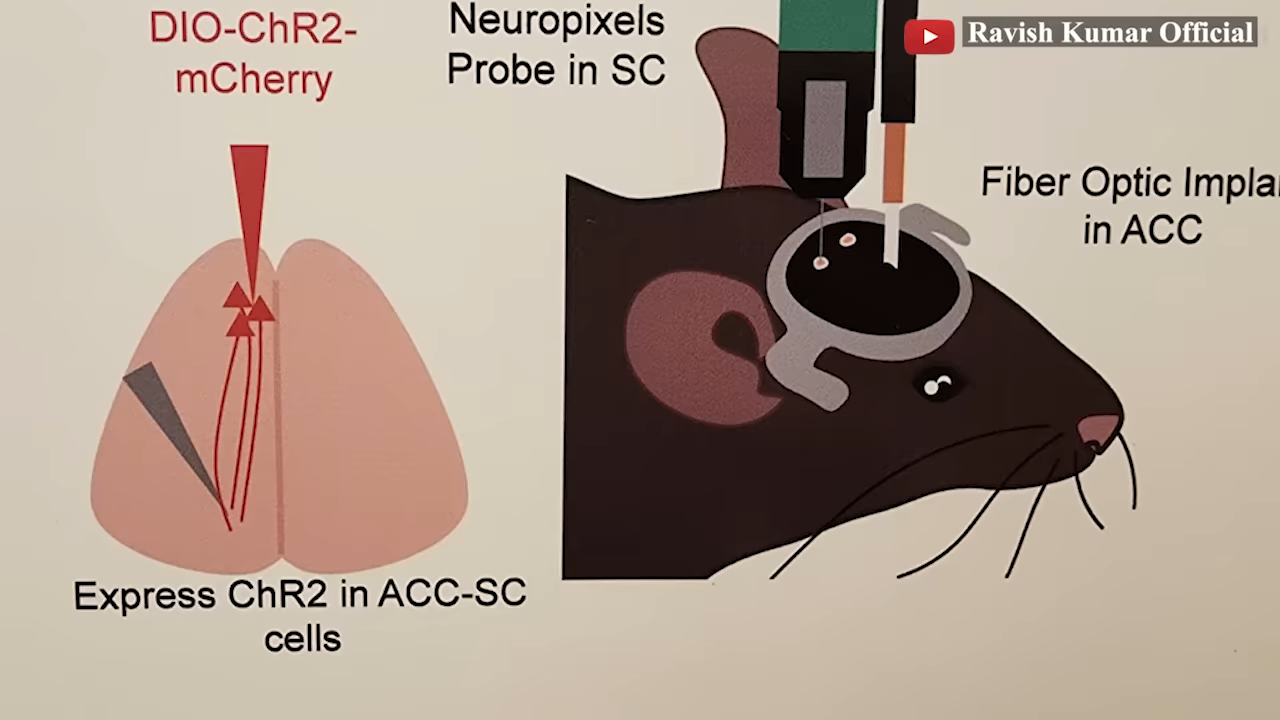 DIO-ChR2-
mCherry
Neuropixels
Probe in SC
Ravish Kumar Official
Fiber Optic Impla
in ACC
Express ChR2 in ACC-SC
cells